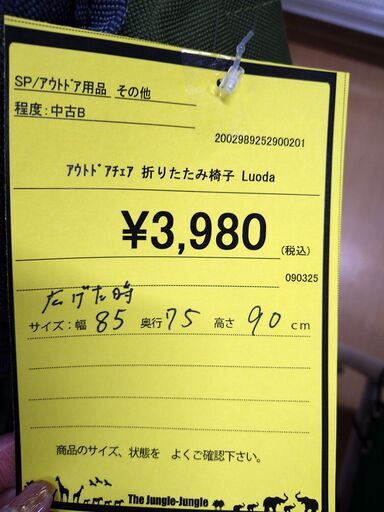 SP/アウトドア用品 その他
程度:中古B
2002989252900201
アウトドアチェア 折りたたみ椅子 Luoda
¥3,980
(税込)
090325
広げた時
サイズ:幅 85 奥行 75 高さ 90 cm
商品のサイズ、状態を よくご確認下さい。
The Jungle-Jungle